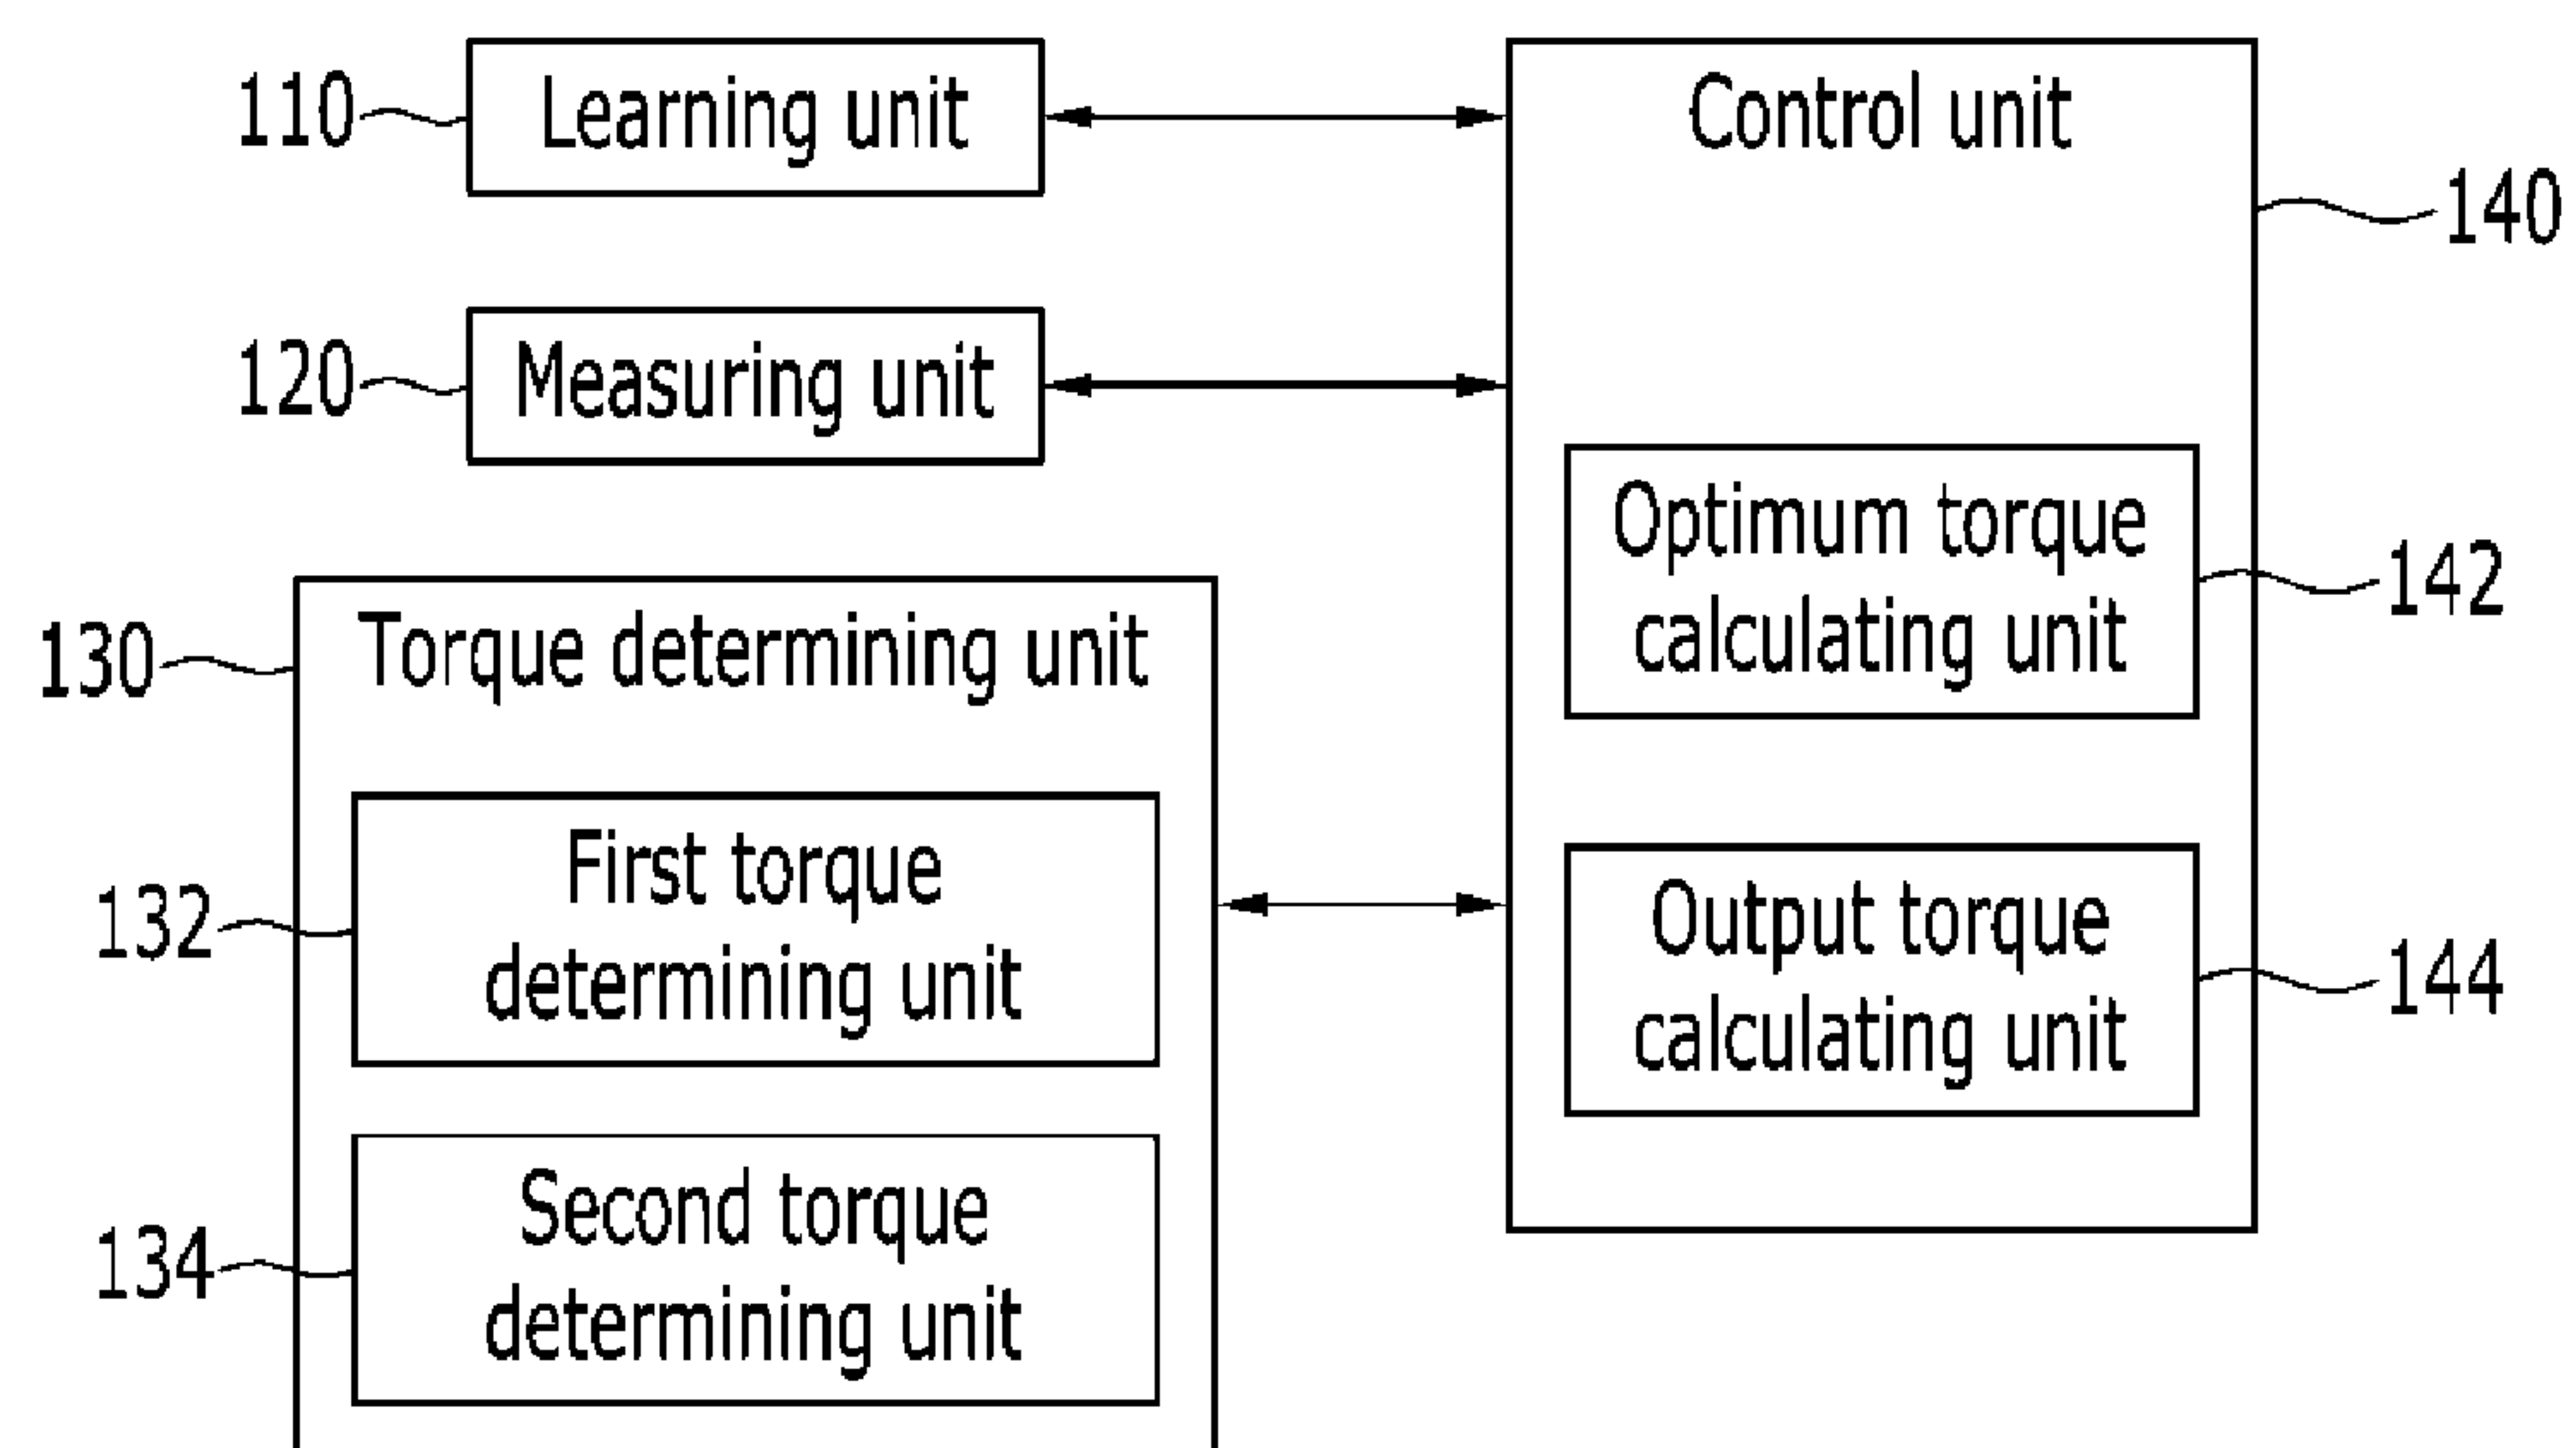 110
Learning unit
Control unit
140
120
Measuring unit
Optimum torque
calculating unit
142
130
Torque determining unit
132
First torque
determining unit
Output torque
calculating unit
144
134
Second torque
determining unit